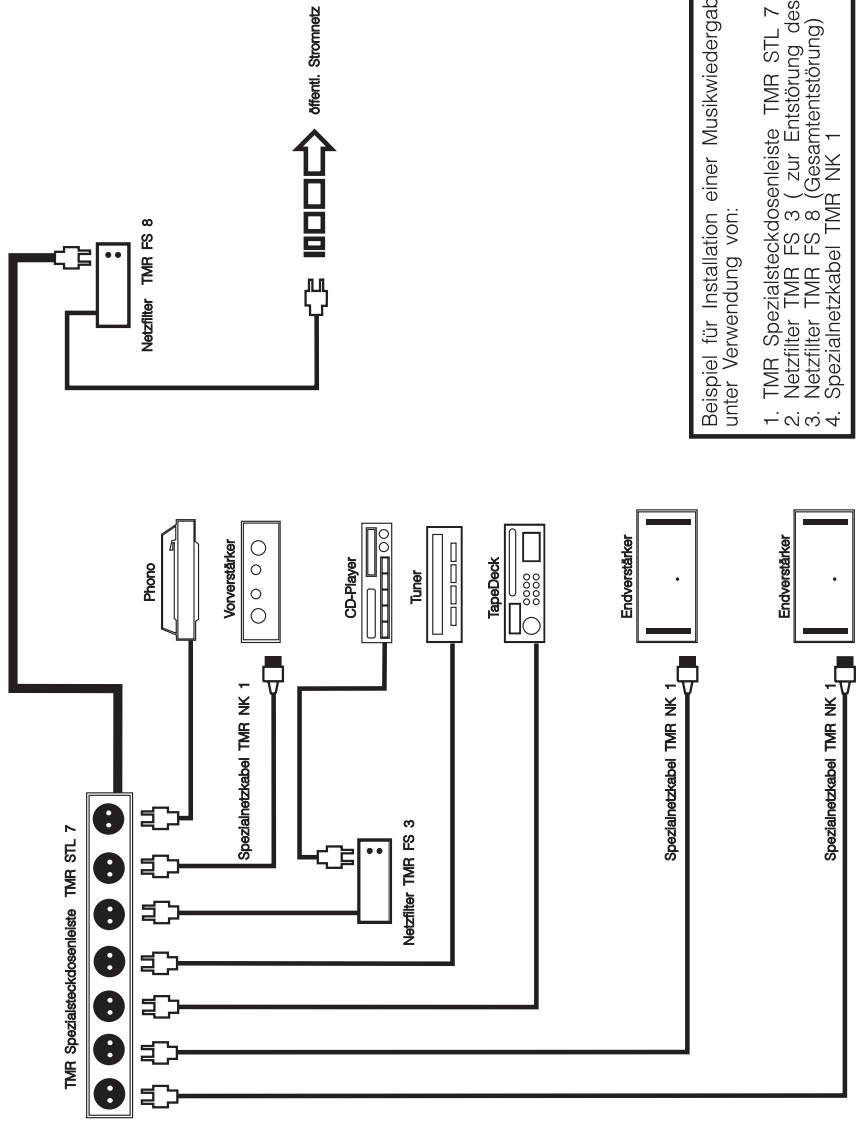 TMR Spezialsteckdosenleiste TMR STL 7
Netzfilter TMR FS 8
öffentl. Stromnetz
Phono
Vorverstärker
Spezialnetzkabel TMR NK 1
CD-Player
Netzfilter TMR FS 3
Tuner
TapeDeck
Endverstärker
Spezialnetzkabel TMR NK 1
Endverstärker
Spezialnetzkabel TMR NK 1
Beispiel für Installation einer
unter Verwendung von:
1. TMR Spezialsteckdosenleiste TMR STL 7
2. Netzfilter TMR FS 3 ( zur Entstörung des
3. Netzfilter TMR FS 8 (Gesamtentstörung)
4. Spezialnetzkabel TMR NK 1